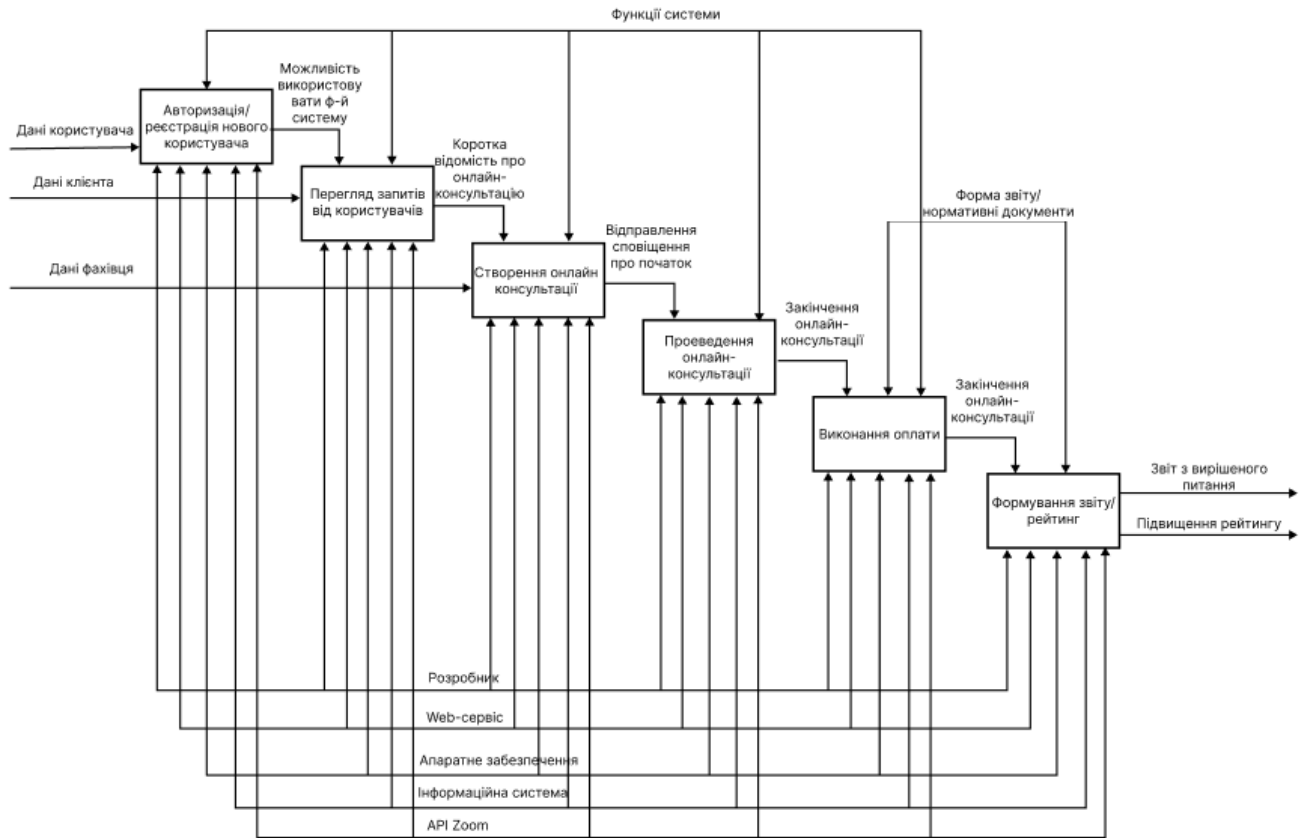 Функції системи
Можливість
використову
вати ф-й
систему
Авторизація/
реєстрація нового
користувача
Дані користувача
Коротка
відомість про
онлайн-
консультацію
Дані клієнта
Перегляд запитів
від користувачів
Форма звіту/
нормативні документи
Відправлення
сповіщення
про початок
Дані фахівця
Створення онлайн
консультації
Закінчення
онлайн-
консультації
Проеведення
онлайн-
консультації
Закінчення
онлайн-
консультації
Виконання оплати
Звіт з вирішеного
питання
Формування звіту/
рейтинг
Підвищення рейтингу
Розробник
Web-сервіс
Апаратне забезпечення
Інформаційна система
API Zoom